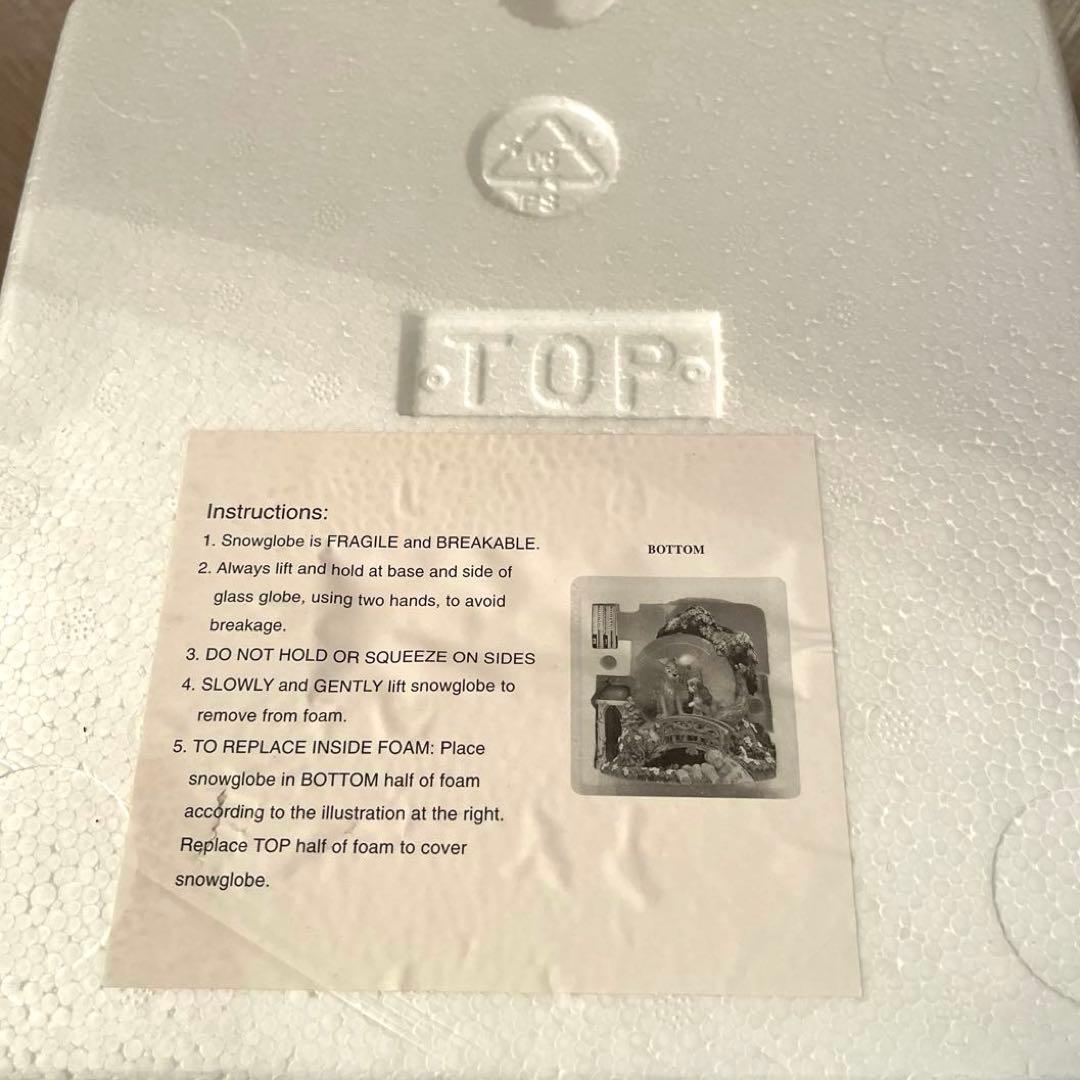 06
PS
TOP
Instructions:
1. Snowglobe is FRAGILE and BREAKABLE.
2. Always lift and hold at base and side of
glass globe, using two hands, to avoid
breakage.
3. DO NOT HOLD OR SQUEEZE ON SIDES
4. SLOWLY and GENTLY lift snowglobe to
remove from foam.
5. TO REPLACE INSIDE FOAM: Place
snowglobe in BOTTOM half of foam
according to the illustration at the right.
Replace TOP half of foam to cover
snowglobe.
BOTTOM